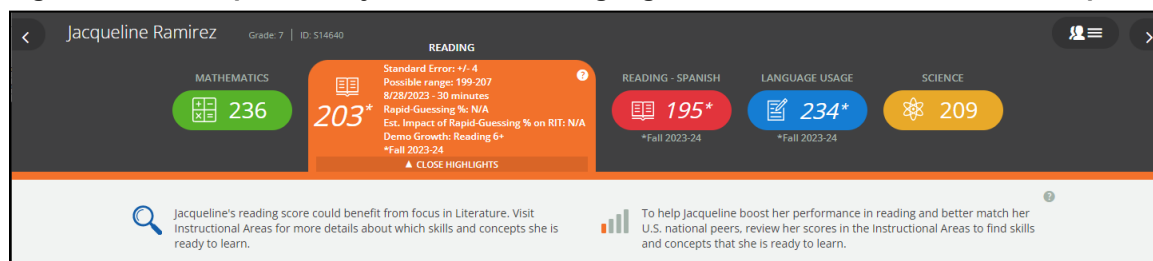 Jacqueline Ramirez Grade: 7 | ID: S14640
READING
MATHEMATICS
236
203*
Standard Error: +/- 4
Possible range: 199-207
8/28/2023 - 30 minutes
Rapid-Guessing %: N/A
Est. Impact of Rapid-Guessing % on RIT: N/A
Demo Growth: Reading 6+
*Fall 2023-24
▲ CLOSE HIGHLIGHTS
READING - SPANISH
195*
*Fall 2023-24
LANGUAGE USAGE
234*
*Fall 2023-24
SCIENCE
209
Jacqueline's reading score could benefit from focus in Literature. Visit
Instructional Areas for more details about which skills and concepts she is
ready to learn.
To help Jacqueline boost her performance in reading and better match her
U.S. national peers, review her scores in the Instructional Areas to find skills
and concepts that she is ready to learn.